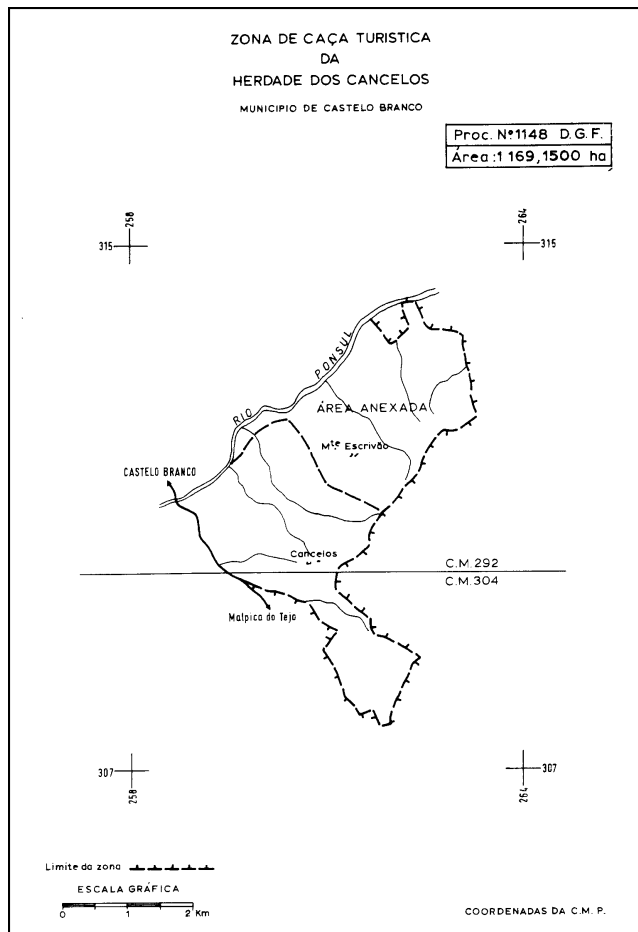 ZONA DE CAÇA TURISTICA
DA
HERDADE DOS CANCELOS
MUNICIPIO DE CASTELO BRANCO
Proc. Nº1148 D.G.F.
Área:1 169,1500 ha
258
264
315
315
RIO PONSUL
ÁREA ANEXADA
Mte Escrivão
CASTELO BRANCO
Cancelos
C.M.292
C.M.304
Malpica do Tejo
307
307
258
264
Limite da zona
ESCALA GRÁFICA
0 1 2 Km
COORDENADAS DA C.M.P.